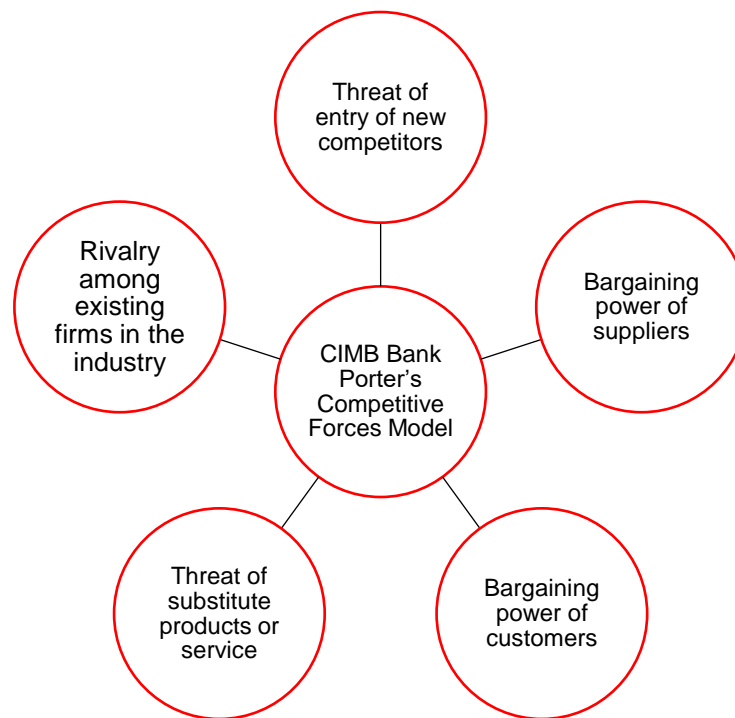 Threat of
entry of new
competitors
Rivalry
among
existing
firms in the
industry
Bargaining
power of
suppliers
CIMB Bank
Porter’s
Competitive
Forces Model
Threat of
substitute
products or
service
Bargaining
power of
customers